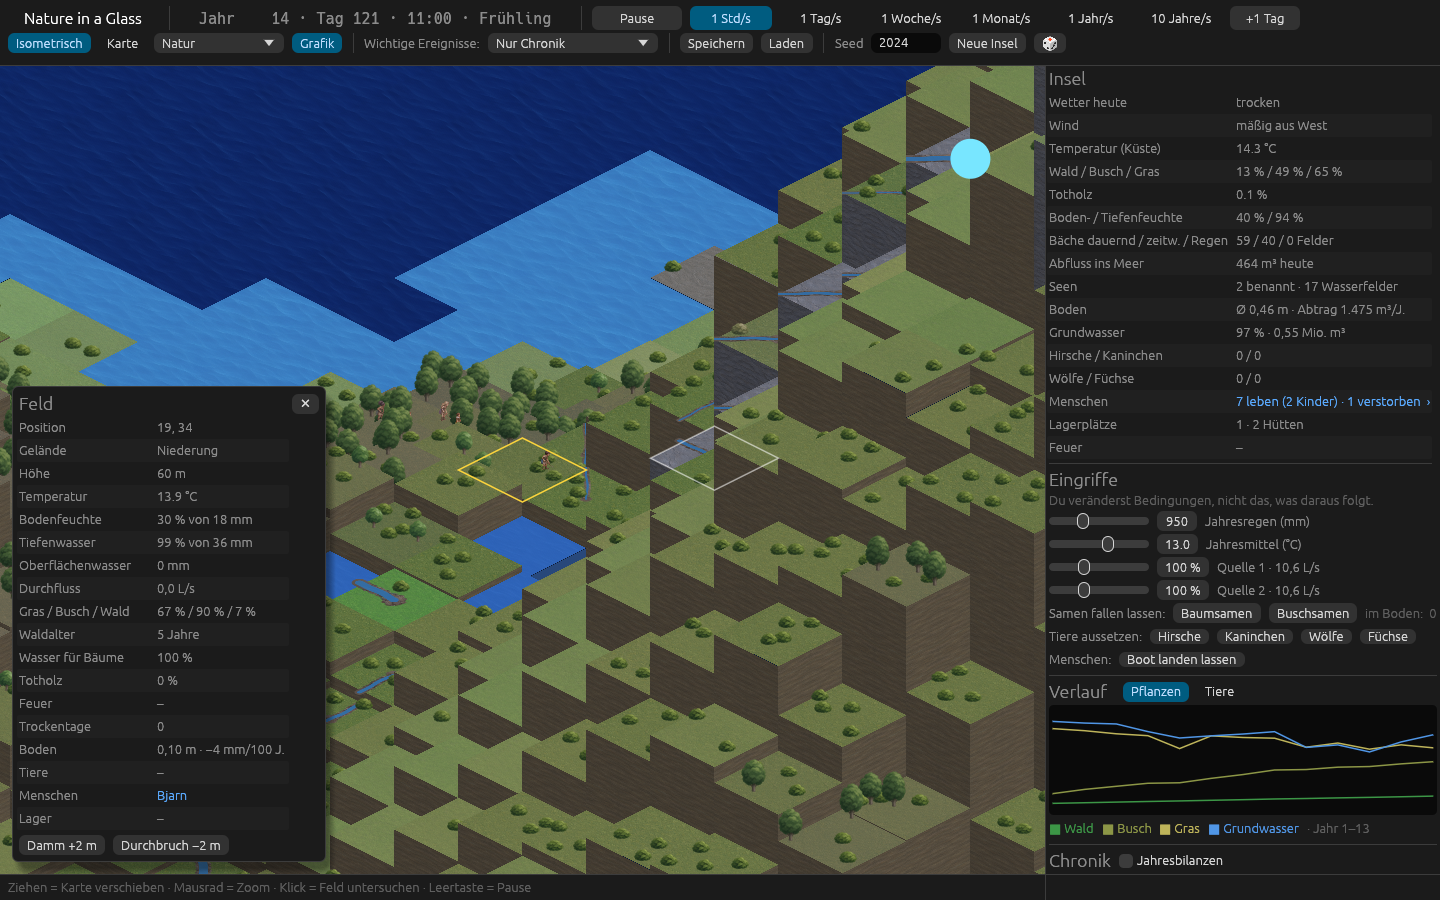 Nature in a Glass Jahr 14 · Tag 121 · 11:00 · Frühling Pause 1 Std/s 1 Tag/s 1 Woche/s 1 Monat/s 1 Jahr/s 10 Jahre/s +1 Tag
Isometrisch Karte Natur Grafik Wichtige Ereignisse: Nur Chronik Speichern Laden Seed 2024 Neue Insel
Insel
Wetter heute trocken
Wind mäßig aus West
Temperatur (Küste) 14.3 °C
Wald / Busch / Gras 13 % / 49 % / 65 %
Totholz 0.1 %
Boden- / Tiefenfeuchte 40 % / 94 %
Bäche dauernd / zeitw. / Regen 59 / 40 / 0 Felder
Abfluss ins Meer 464 m³ heute
Seen 2 benannt · 17 Wasserfelder
Boden Ø 0,46 m · Abtrag 1.475 m³/J.
Grundwasser 97 % · 0,55 Mio. m³
Hirsche / Kaninchen 0 / 0
Wölfe / Füchse 0 / 0
Menschen 7 leben (2 Kinder) · 1 verstorben ›
Lagerplätze 1 · 2 Hütten
Feuer –
Eingriffe
Du veränderst Bedingungen, nicht das, was daraus folgt.
950 Jahresregen (mm)
13.0 Jahresmittel (°C)
100 % Quelle 1 · 10,6 L/s
100 % Quelle 2 · 10,6 L/s
Samen fallen lassen: Baumsamen Buschsamen im Boden: 0
Tiere aussetzen: Hirsche Kaninchen Wölfe Füchse
Menschen: Boot landen lassen
Verlauf Pflanzen Tiere
Wald Busch Gras Grundwasser · Jahr 1–13
Chronik Jahresbilanzen
Feld ×
Position 19, 34
Gelände Niederung
Höhe 60 m
Temperatur 13.9 °C
Bodenfeuchte 30 % von 18 mm
Tiefenwasser 99 % von 36 mm
Oberflächenwasser 0 mm
Durchfluss 0,0 L/s
Gras / Busch / Wald 67 % / 90 % / 7 %
Waldalter 5 Jahre
Wasser für Bäume 100 %
Totholz 0 %
Feuer –
Trockentage 0
Boden 0,10 m · −4 mm/100 J.
Tiere –
Menschen Bjarn
Lager –
Damm +2 m Durchbruch −2 m
Ziehen = Karte verschieben · Mausrad = Zoom · Klick = Feld untersuchen · Leertaste = Pause